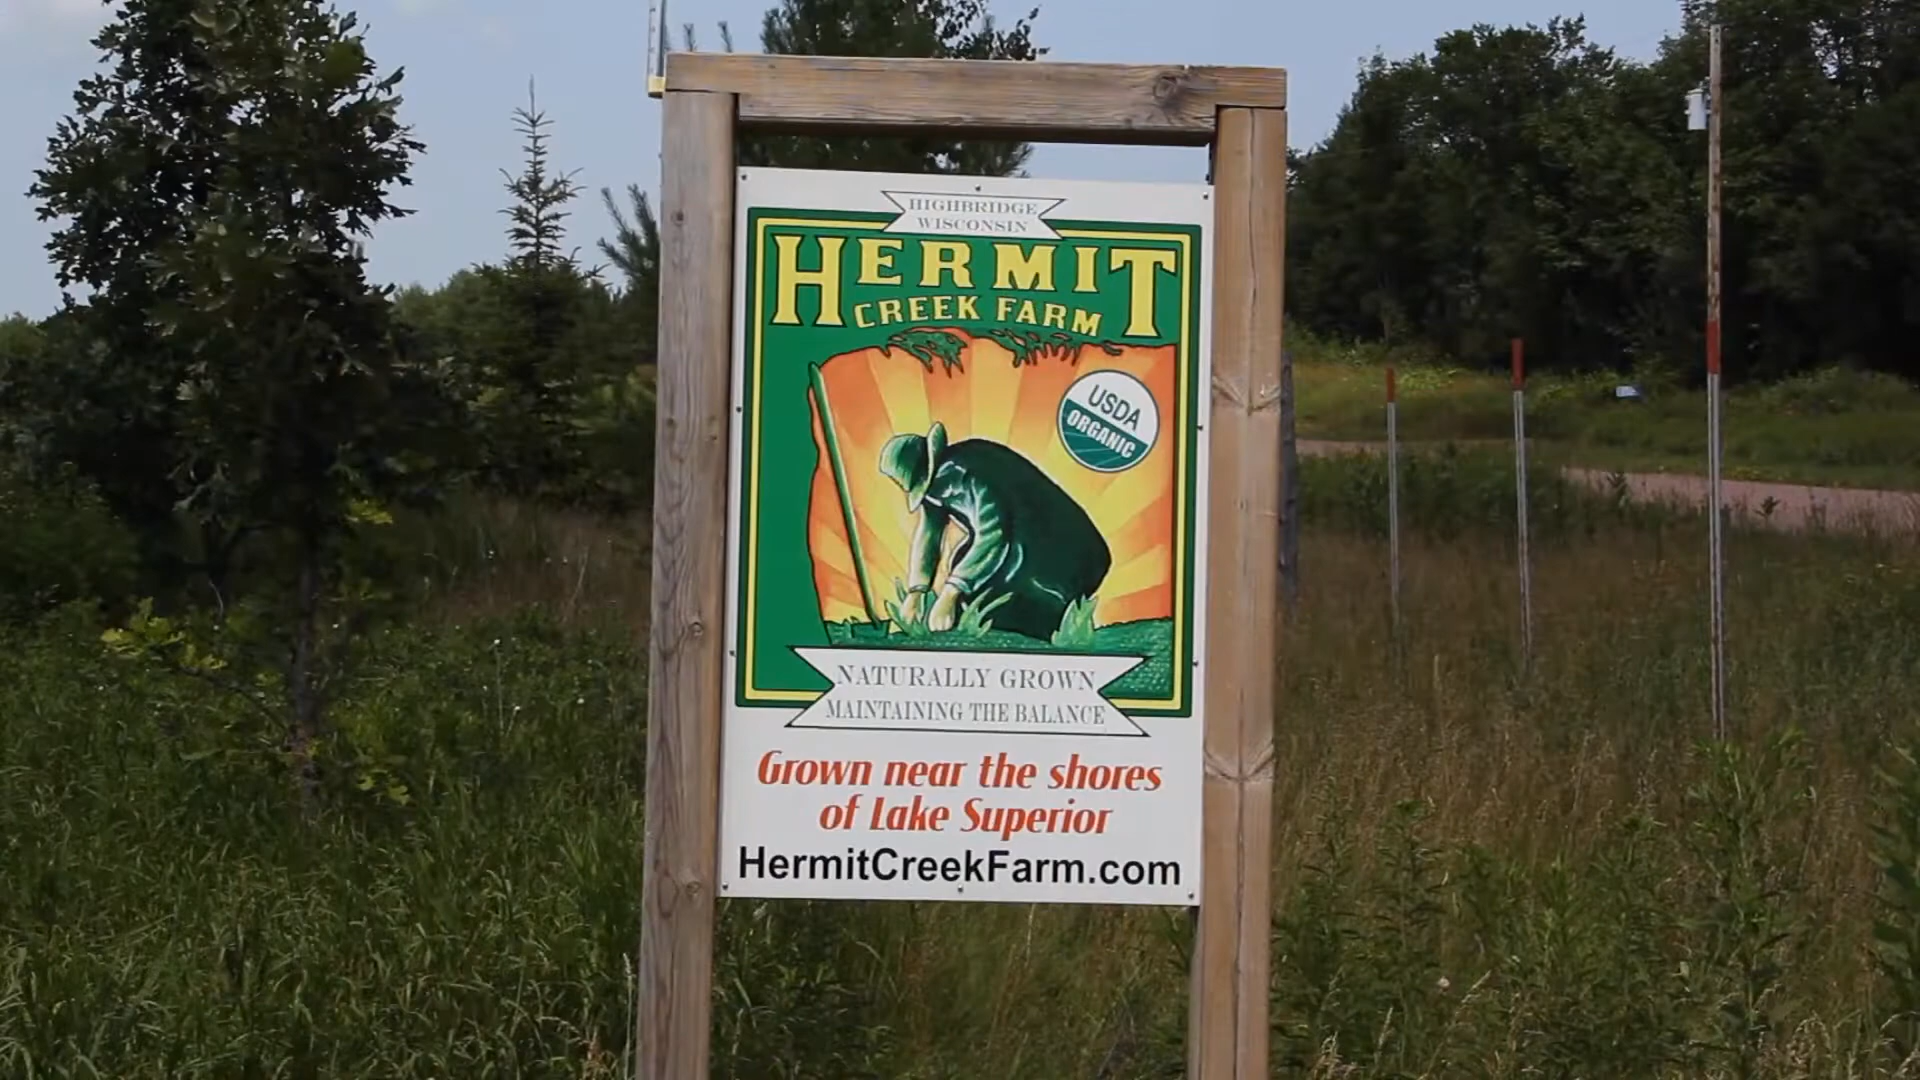 HIGHBRIDGE
WISCONSIN
HERMIT
CREEK FARM
USDA
ORGANIC
NATURALLY GROWN
MAINTAINING THE BALANCE
Grown near the shores
of Lake Superior
HermitCreekFarm.com